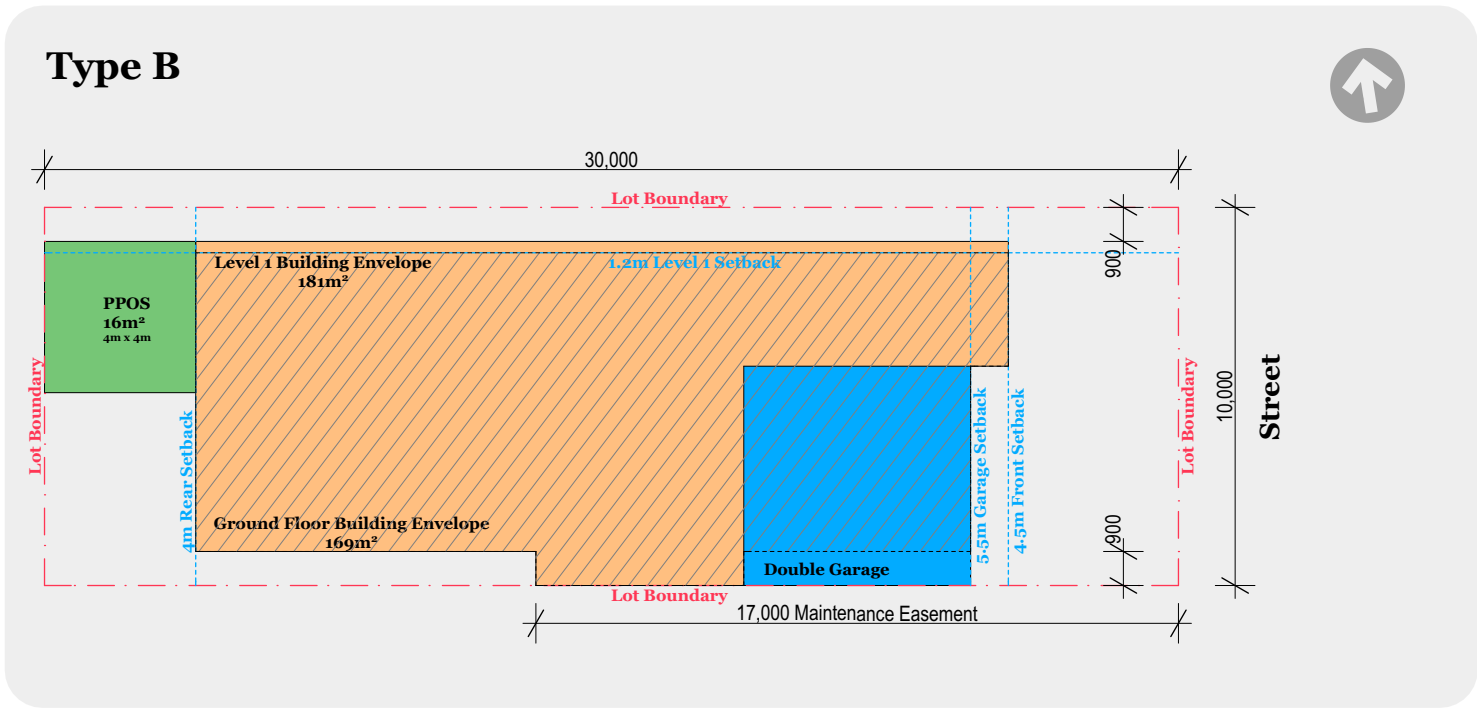 Type B
30,000
Lot Boundary
Level 1 Building Envelope
181m²
1.2m Level 1 Setback
900
PPOS
16m²
4m x 4m
Lot Boundary
4m Rear Setback
Ground Floor Building Envelope
169m²
Double Garage
5.5m Garage Setback
4.5m Front Setback
900
Lot Boundary
10,000
Street
Lot Boundary
17,000 Maintenance Easement